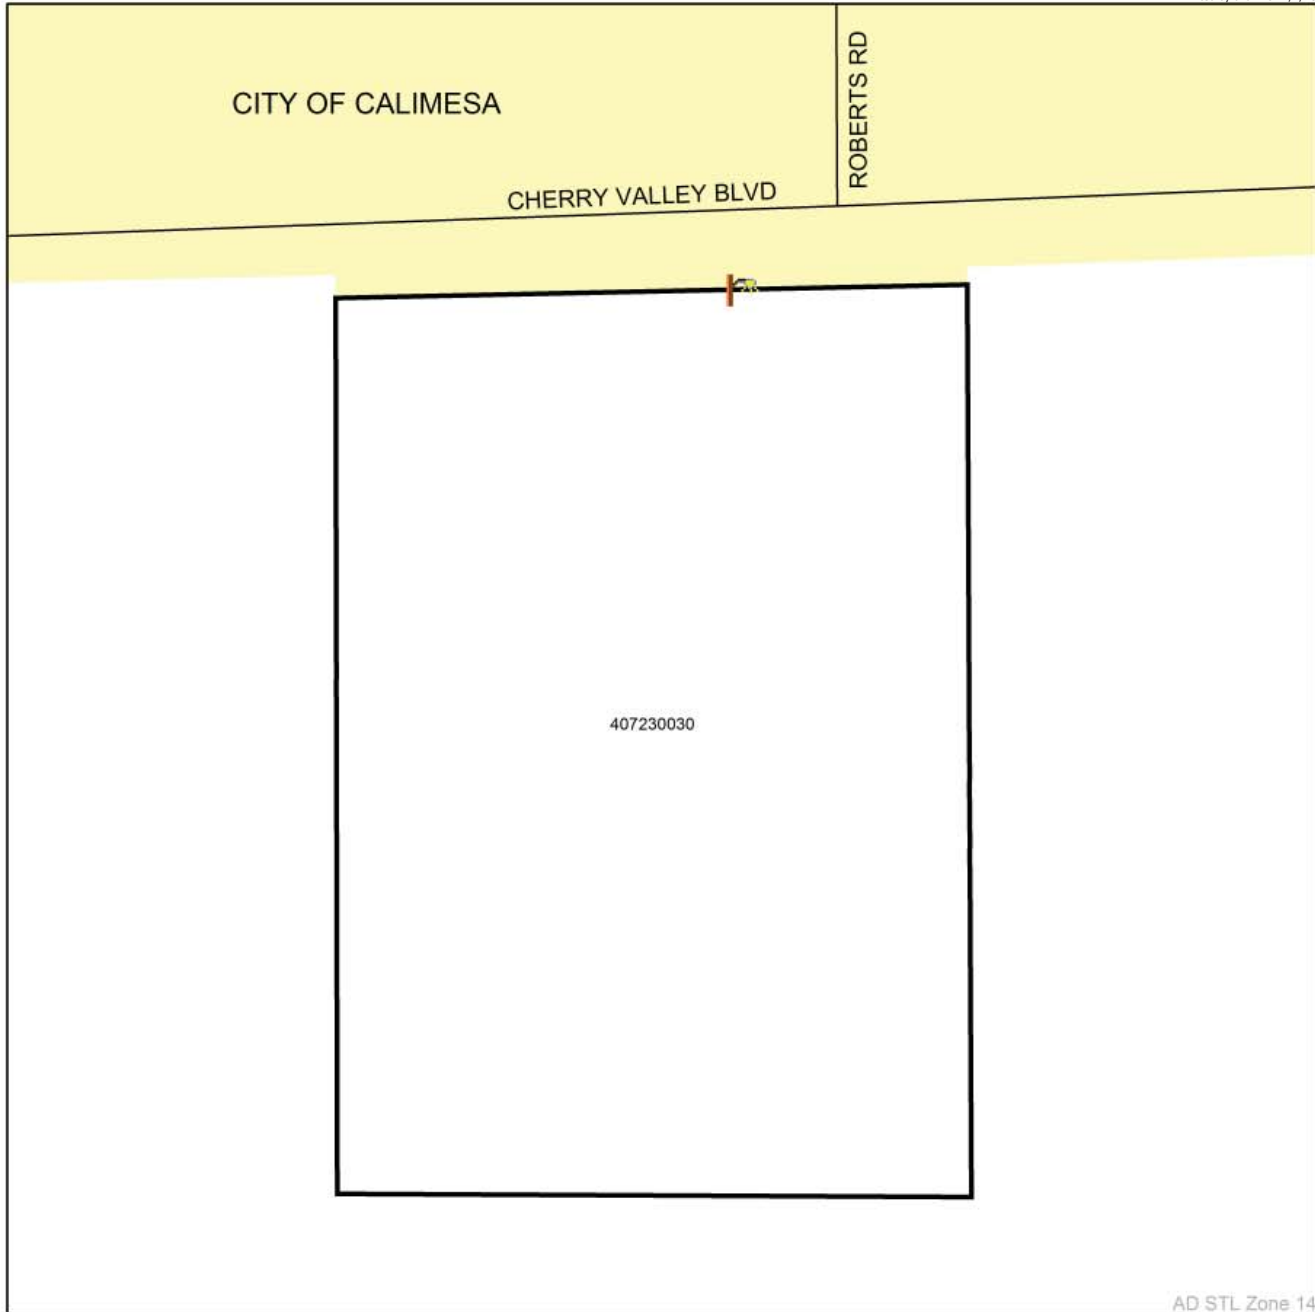 CITY OF CALIMESA
ROBERTS RD
CHERRY VALLEY BLVD
407230030
AD STL Zone 14